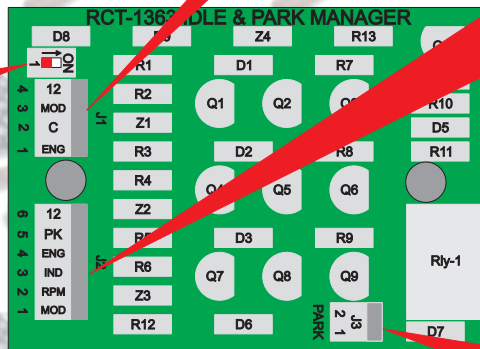 RCT-1363 IDLE & PARK MANAGER
D8 Z4 R13
ON
1
R1 D1 R7
4 12
R2
3 MOD
Q1 Q2
R10
J1
2 C
Z1
D5
1 ENG
R3 D2 R8 R11
R4
Q5 Q6
6 12
Z2
5 PK
4 ENG
D3 R9
Rly-1
3 IND
R6
Q7 Q8 Q9
2 RPM
Z3
1 MOD
PARK
2 1
J3
R12 D6 D7